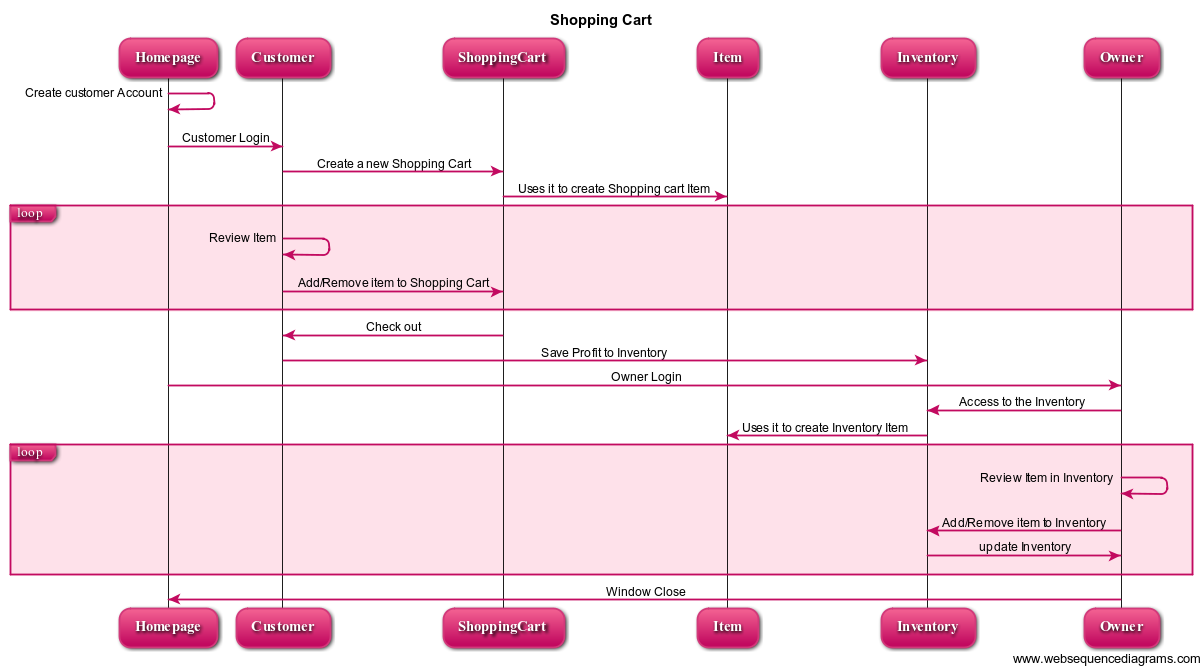 Shopping Cart
Homepage Customer ShoppingCart Item Inventory Owner
Create customer Account
Customer Login
Create a new Shopping Cart
Uses it to create Shopping cart Item
loop
Review Item
Add/Remove item to Shopping Cart
Check out
Save Profit to Inventory
Owner Login
Access to the Inventory
Uses it to create Inventory Item
loop
Review Item in Inventory
Add/Remove item to Inventory
update Inventory
Window Close
Homepage Customer ShoppingCart Item Inventory Owner
www.websequencediagrams.com